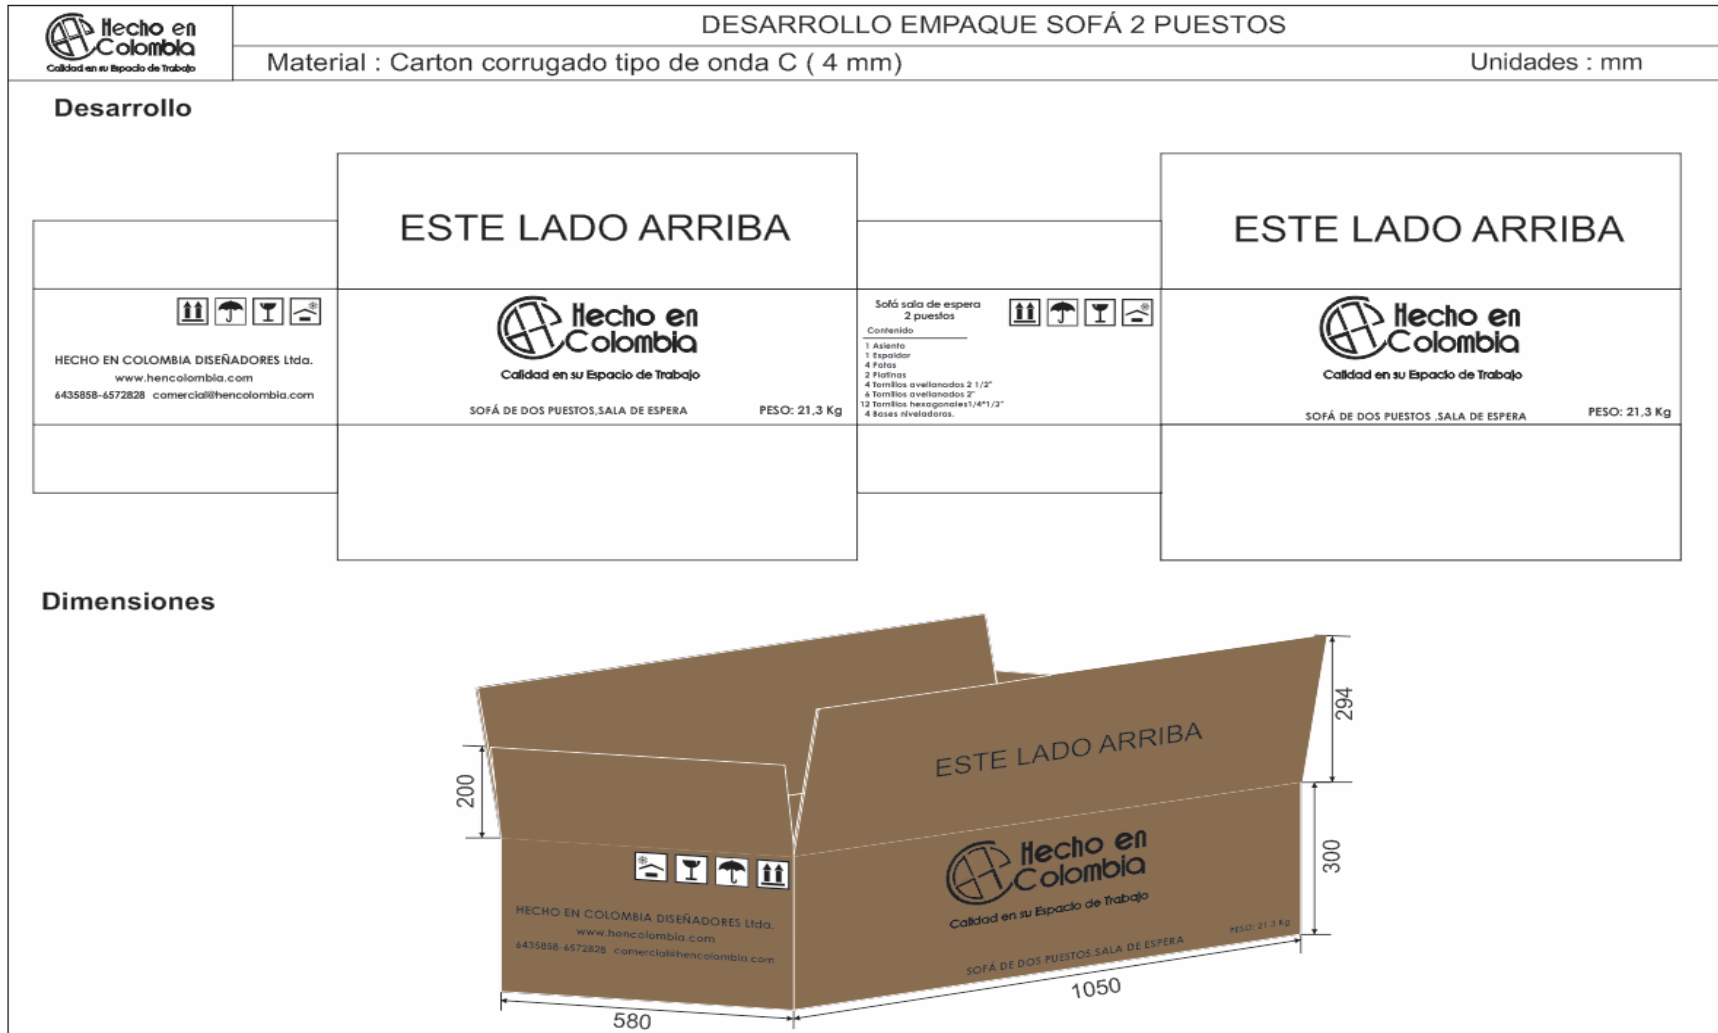 Hecho en
Colombia
Calidad en su Espacio de Trabajo
DESARROLLO EMPAQUE SOFÁ 2 PUESTOS
Material : Carton corrugado tipo de onda C ( 4 mm)
Unidades : mm
Desarrollo
ESTE LADO ARRIBA
ESTE LADO ARRIBA
HECHO EN COLOMBIA DISEÑADORES Ltda.
www.hencolombia.com
6435858-6572828 comercial@hencolombia.com
Hecho en
Colombia
Calidad en su Espacio de Trabajo
SOFÁ DE DOS PUESTOS,SALA DE ESPERA
PESO: 21,3 Kg
Sofá sala de espera
2 puestos
Contenido
1 Asiento
1 Espaldar
4 Patas
2 Platinas
4 Tornillos avellanados 2 1/2"
6 Tornillos avellanados 2"
12 Tornillos hexagonales1/4*1/2"
4 Bases niveladoras.
Hecho en
Colombia
Calidad en su Espacio de Trabajo
SOFÁ DE DOS PUESTOS ,SALA DE ESPERA
PESO: 21,3 Kg
Dimensiones
294
200
ESTE LADO ARRIBA
300
Hecho en
Colombia
Calidad en su Espacio de Trabajo
HECHO EN COLOMBIA DISEÑADORES Ltda.
www.hencolombia.com
6435858-6572828 comercial@hencolombia.com
SOFÁ DE DOS PUESTOS,SALA DE ESPERA
PESO: 21,3 Kg
580
1050